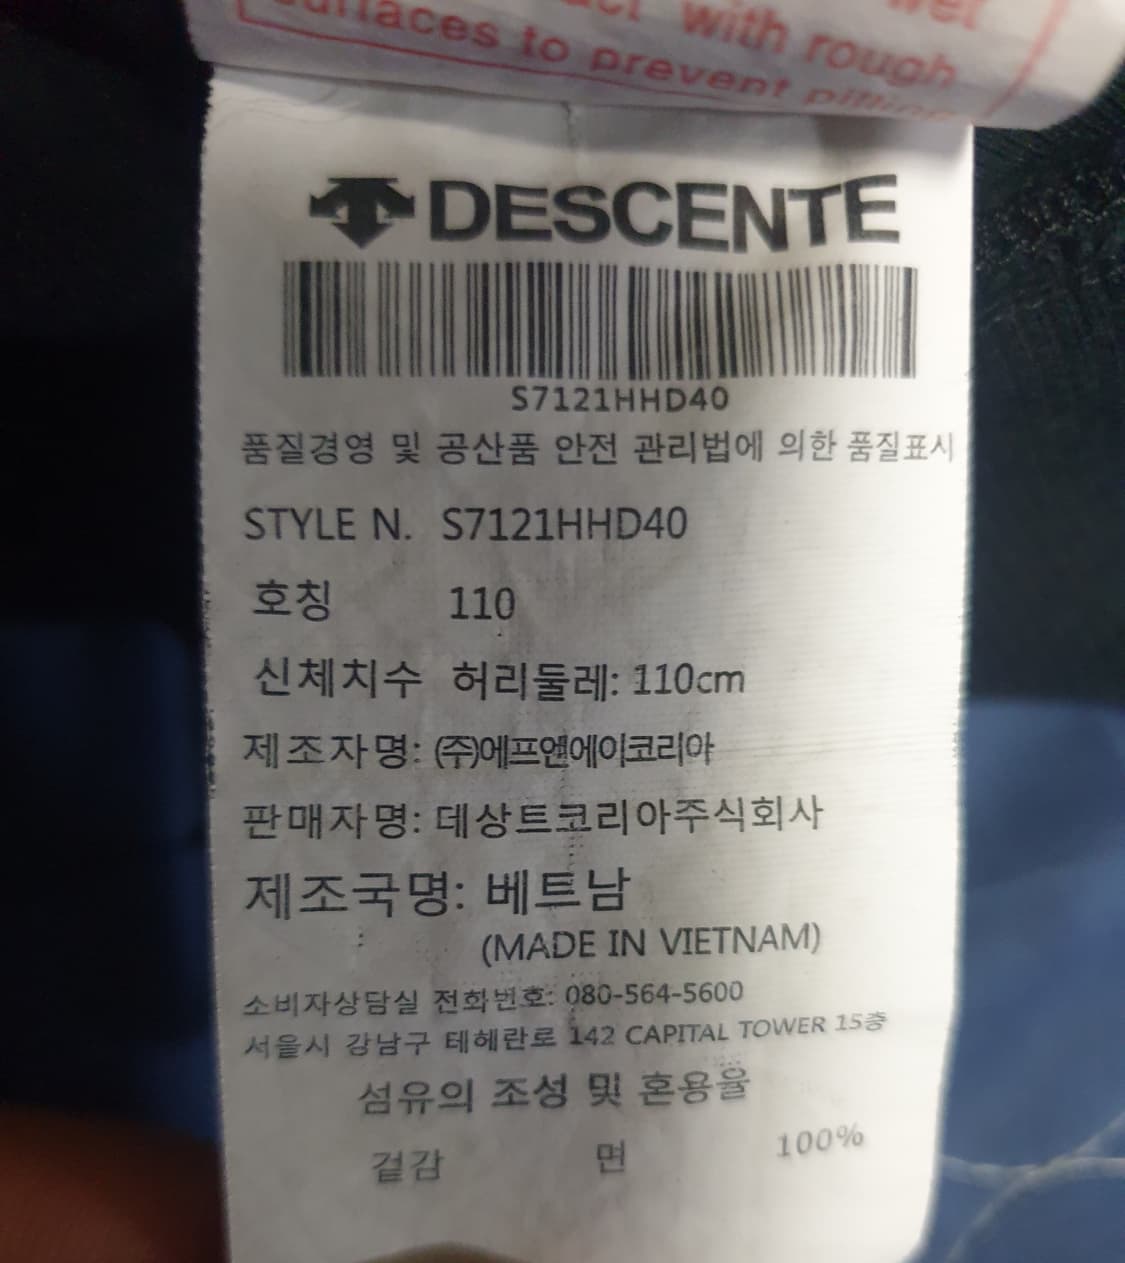 wet
with rough
surfaces to prevent pilling
DESCENTE
S7121HHD40
품질경영 및 공산품 안전 관리법에 의한 품질표시
STYLE N. S7121HHD40
호칭 110
신체치수 허리둘레: 110cm
제조자명: (주)에프엔에이코리아
판매자명: 데상트코리아주식회사
제조국명: 베트남
(MADE IN VIETNAM)
소비자상담실 전화번호: 080-564-5600
서울시 강남구 테헤란로 142 CAPITAL TOWER 15층
섬유의 조성 및 혼용율
겉감 면 100%